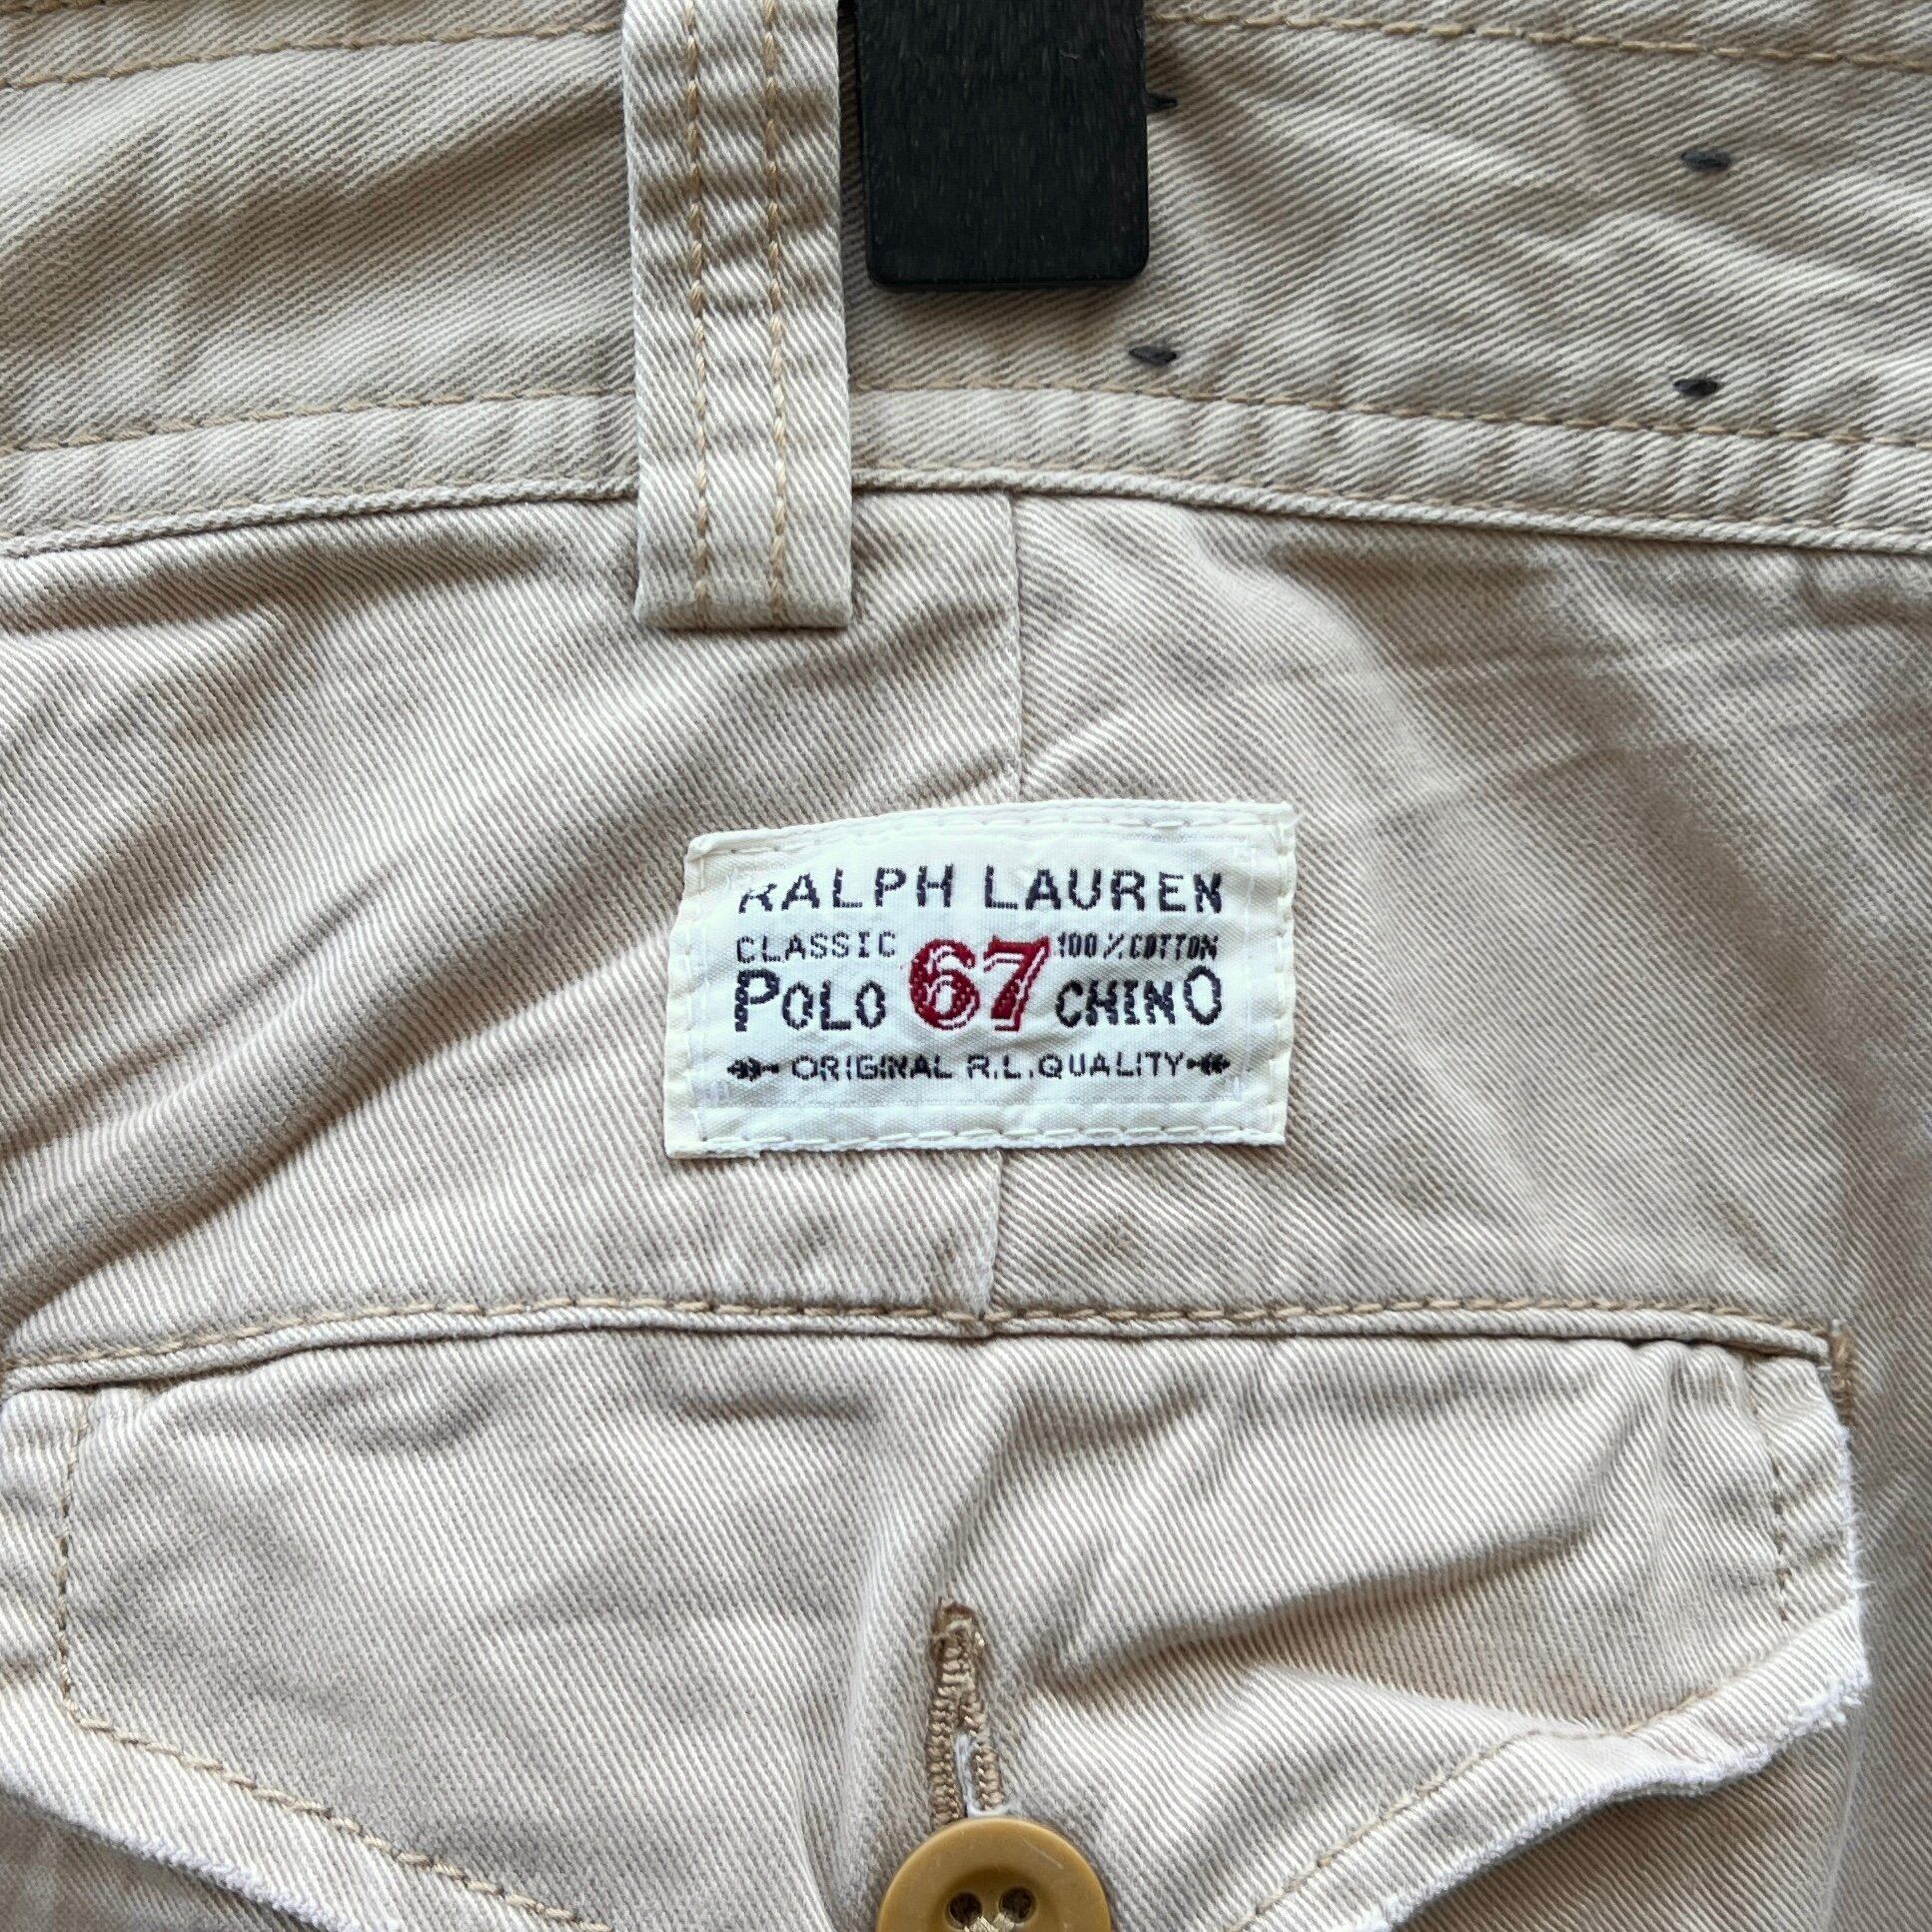 RALPH LAUREN
CLASSIC 67 100% COTTON
POLO CHINO
ORIGINAL R.L. QUALITY